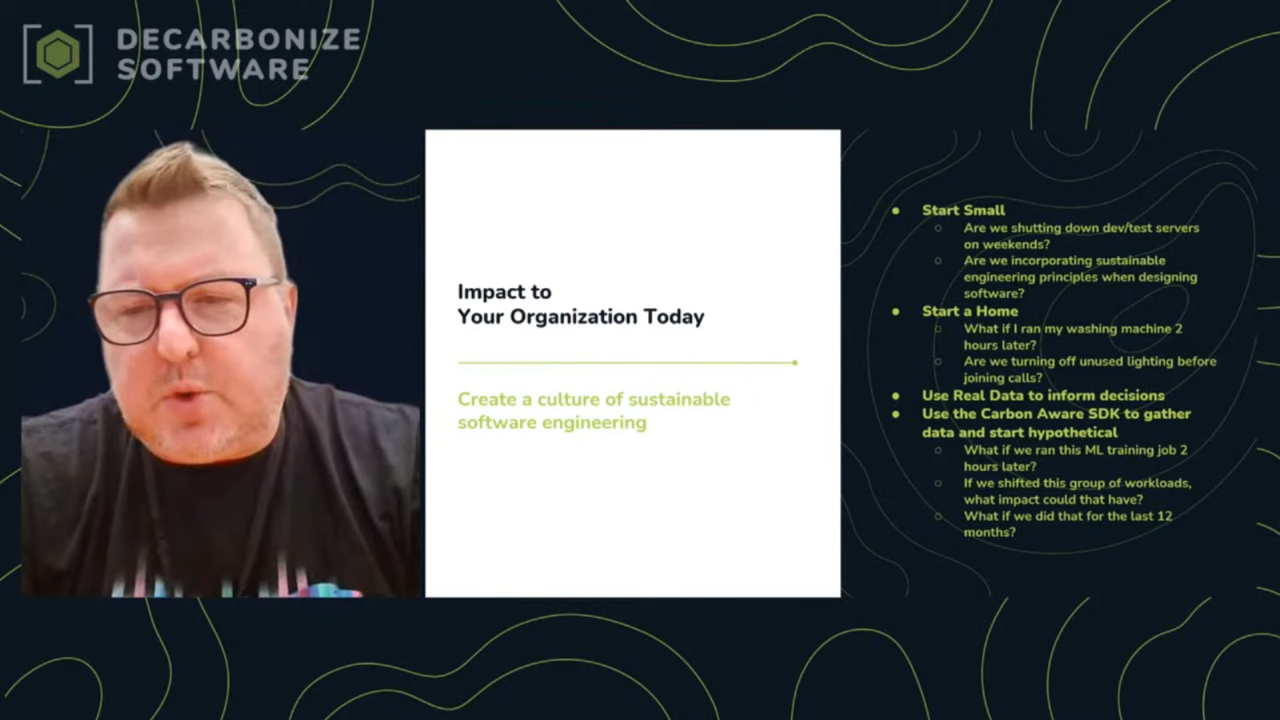 DECARBONIZE
SOFTWARE
Impact to
Your Organization Today
Create a culture of sustainable
software engineering
● Start Small
○ Are we shutting down dev/test servers
on weekends?
○ Are we incorporating sustainable
engineering principles when designing
software?
● Start a Home
○ What if I ran my washing machine 2
hours later?
○ Are we turning off unused lighting before
joining calls?
● Use Real Data to inform decisions
● Use the Carbon Aware SDK to gather
data and start hypothetical
○ What if we ran this ML training job 2
hours later?
○ If we shifted this group of workloads,
what impact could that have?
○ What if we did that for the last 12
months?